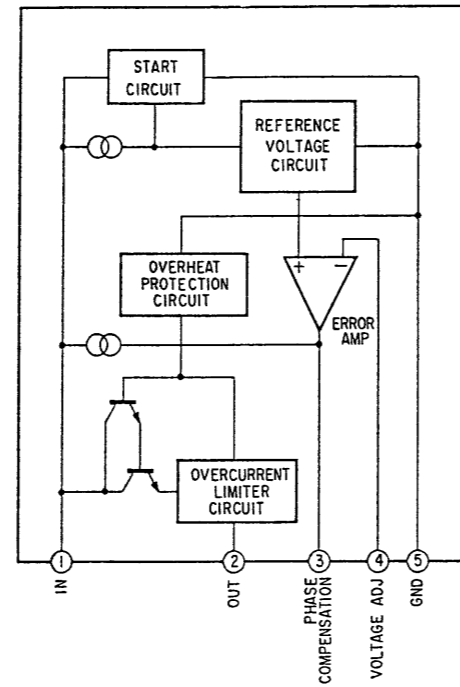 START
CIRCUIT
REFERENCE
VOLTAGE
CIRCUIT
OVERHEAT
PROTECTION
CIRCUIT
+
−
ERROR
AMP
OVERCURRENT
LIMITER
CIRCUIT
1
2
3
4
5
IN
OUT
PHASE
COMPENSATION
VOLTAGE ADJ
GND